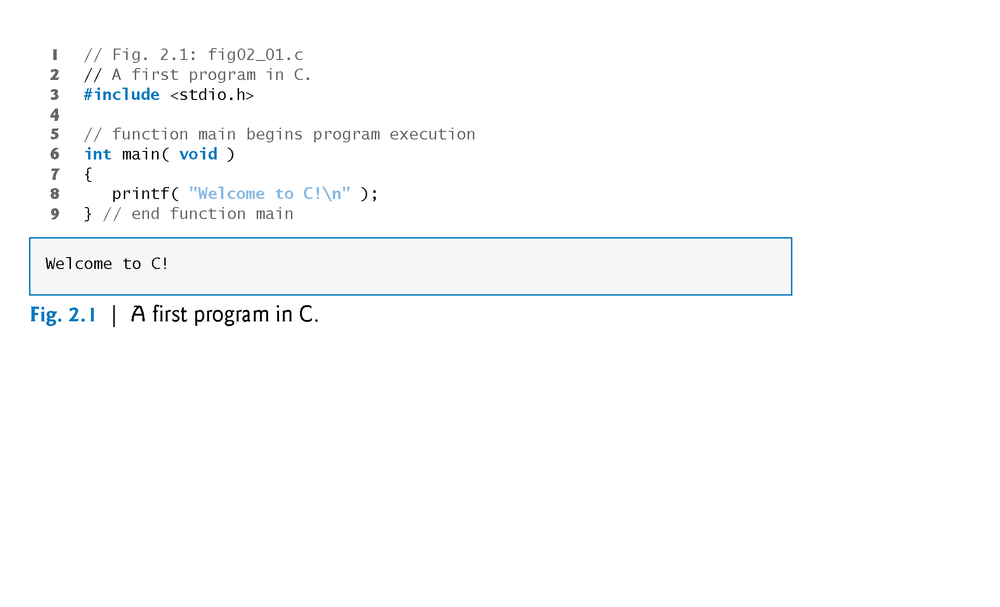 1 // Fig. 2.1: fig02_01.c
2 // A first program in C.
3 #include <stdio.h>
4
5 // function main begins program execution
6 int main( void )
7 {
8    printf( "Welcome to C!\n" );
9 } // end function main
Welcome to C!
Fig. 2.1 | A first program in C.